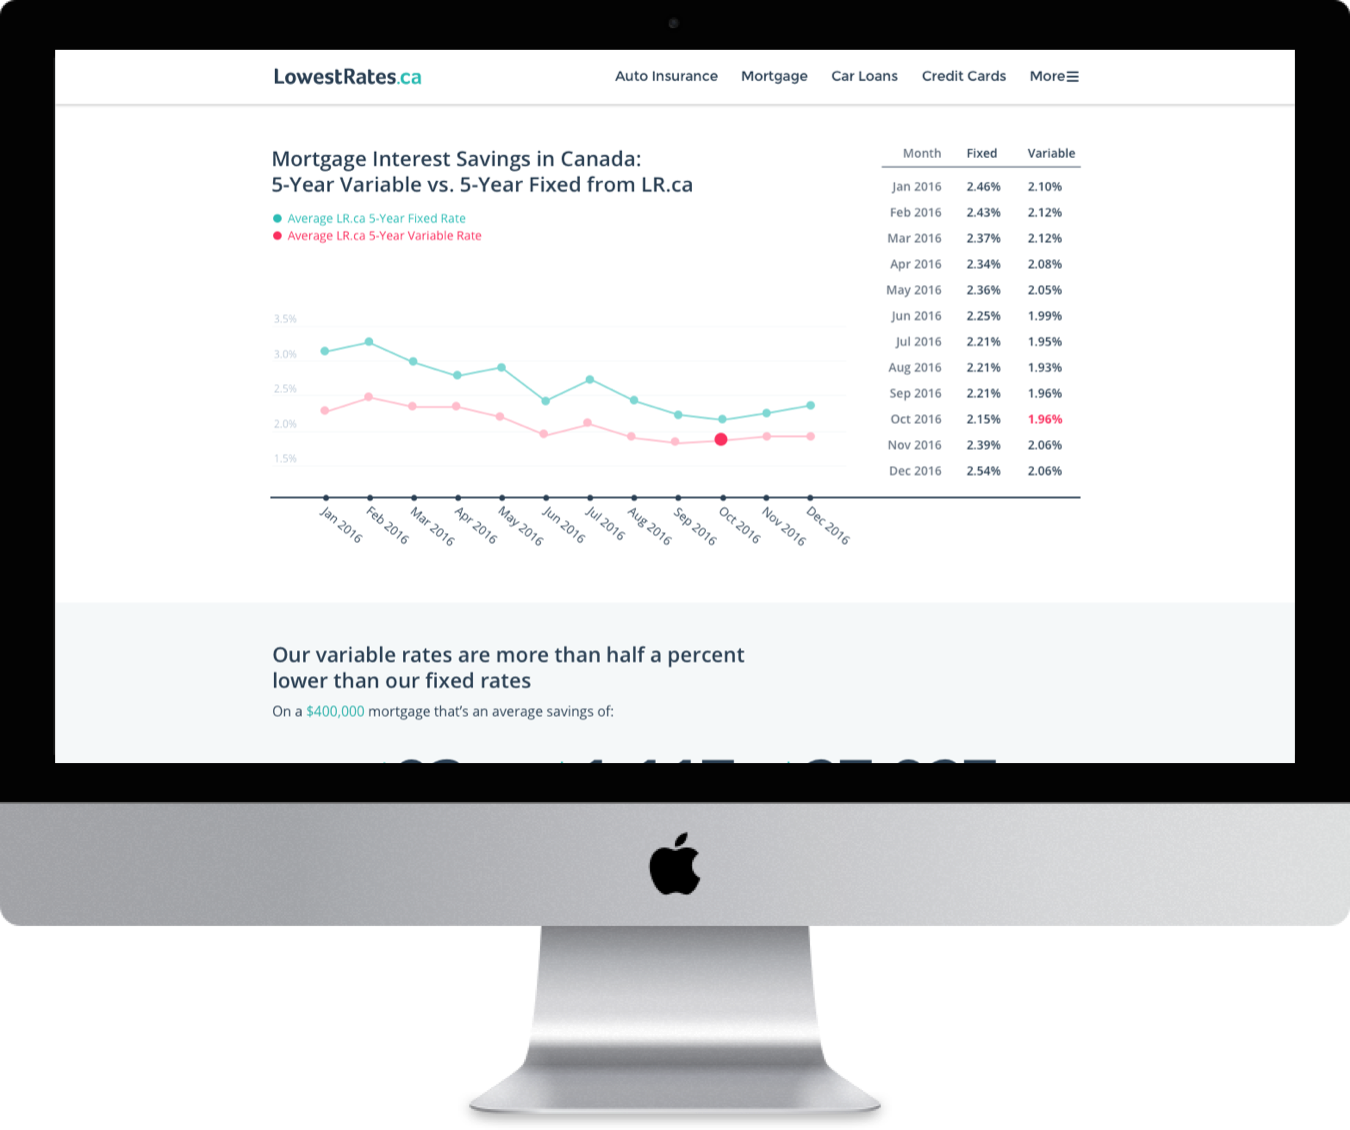 LowestRates.ca
Auto Insurance Mortgage Car Loans Credit Cards More
Mortgage Interest Savings in Canada:
5-Year Variable vs. 5-Year Fixed from LR.ca
Average LR.ca 5-Year Fixed Rate
Average LR.ca 5-Year Variable Rate
3.5%
3.0%
2.5%
2.0%
1.5%
Jan 2016
Feb 2016
Mar 2016
Apr 2016
May 2016
Jun 2016
Jul 2016
Aug 2016
Sep 2016
Oct 2016
Nov 2016
Dec 2016
Month Fixed Variable
Jan 2016 2.46% 2.10%
Feb 2016 2.43% 2.12%
Mar 2016 2.37% 2.12%
Apr 2016 2.34% 2.08%
May 2016 2.36% 2.05%
Jun 2016 2.25% 1.99%
Jul 2016 2.21% 1.95%
Aug 2016 2.21% 1.93%
Sep 2016 2.21% 1.96%
Oct 2016 2.15% 1.96%
Nov 2016 2.39% 2.06%
Dec 2016 2.54% 2.06%
Our variable rates are more than half a percent
lower than our fixed rates
On a $400,000 mortgage that's an average savings of: